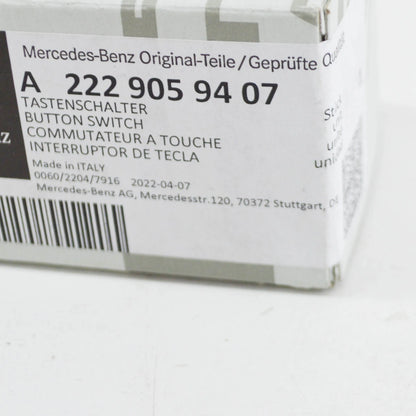 Mercedes-Benz Original-Teile/Geprüfte
A 222 905 94 07
TASTENSCHALTER
BUTTON SWITCH
COMMUTATEUR A TOUCHE
INTERRUPTOR DE TECLA
Made in ITALY
0060/2204/7916 2022-04-07
Mercedes-Benz AG, Mercedesstr.120, 70372 Stuttgart,